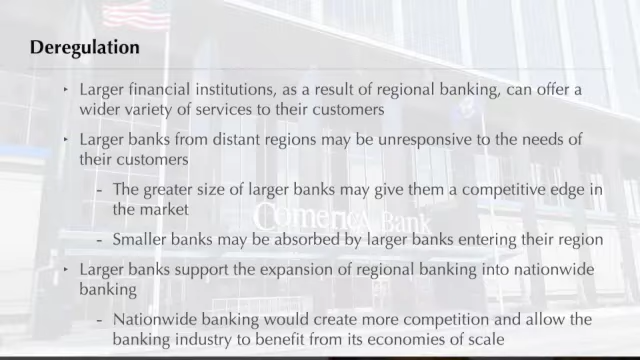 Deregulation
‣ Larger financial institutions, as a result of regional banking, can offer a
wider variety of services to their customers
‣ Larger banks from distant regions may be unresponsive to the needs of
their customers
- The greater size of larger banks may give them a competitive edge in
the market
Comerica Bank
- Smaller banks may be absorbed by larger banks entering their region
‣ Larger banks support the expansion of regional banking into nationwide
banking
- Nationwide banking would create more competition and allow the
banking industry to benefit from its economies of scale